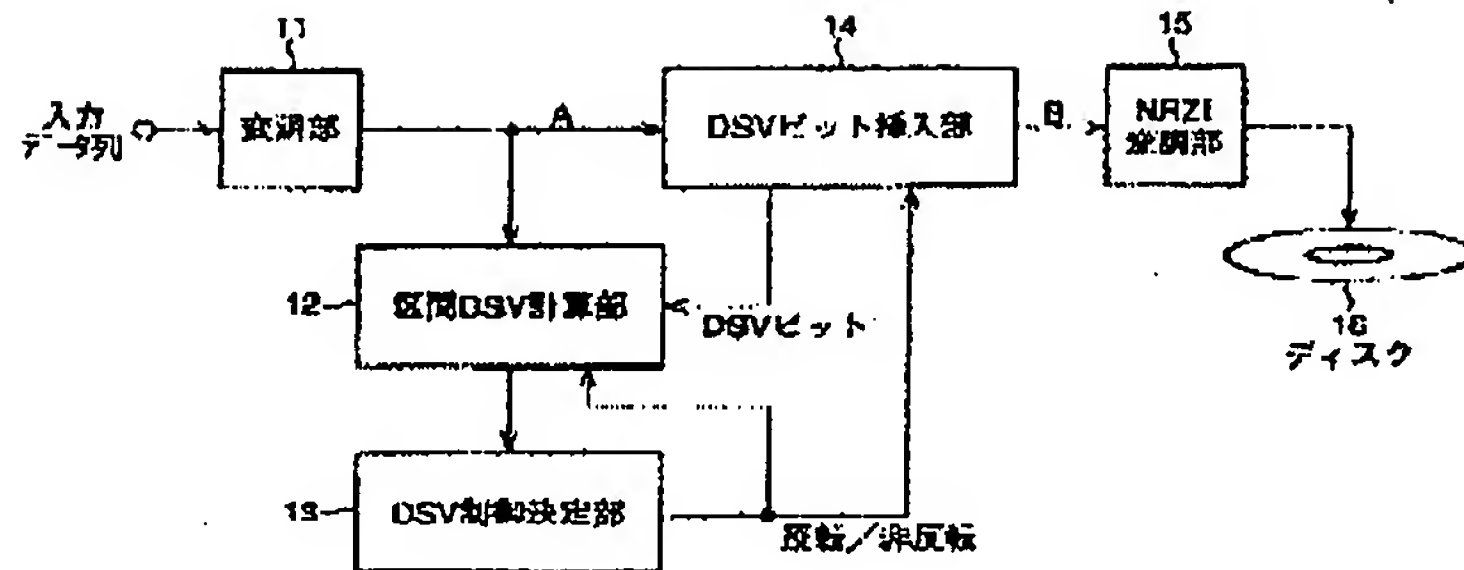 11
14
15
入力
データ列
変調部
A
DSVビット挿入部
B
NRZI
変調部
12
区間DSV計算部
DSVビット
16
ディスク
13
DSV制御決定部
反転/非反転